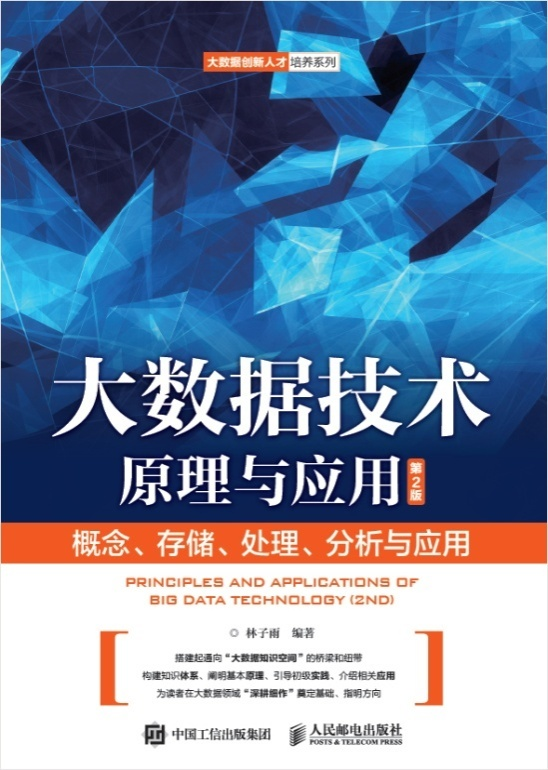 大数据创新人才 培养系列
大数据技术
原理与应用 第2版
概念、存储、处理、分析与应用
PRINCIPLES AND APPLICATIONS OF
BIG DATA TECHNOLOGY (2ND)
◎ 林子雨 编著
搭建起通向“大数据知识空间”的桥梁和纽带
构建知识体系、阐明基本原理、引导初级实践、介绍相关应用
为读者在大数据领域“深耕细作”奠定基础、指明方向
中国工信出版集团 人民邮电出版社
POSTS & TELECOM PRESS